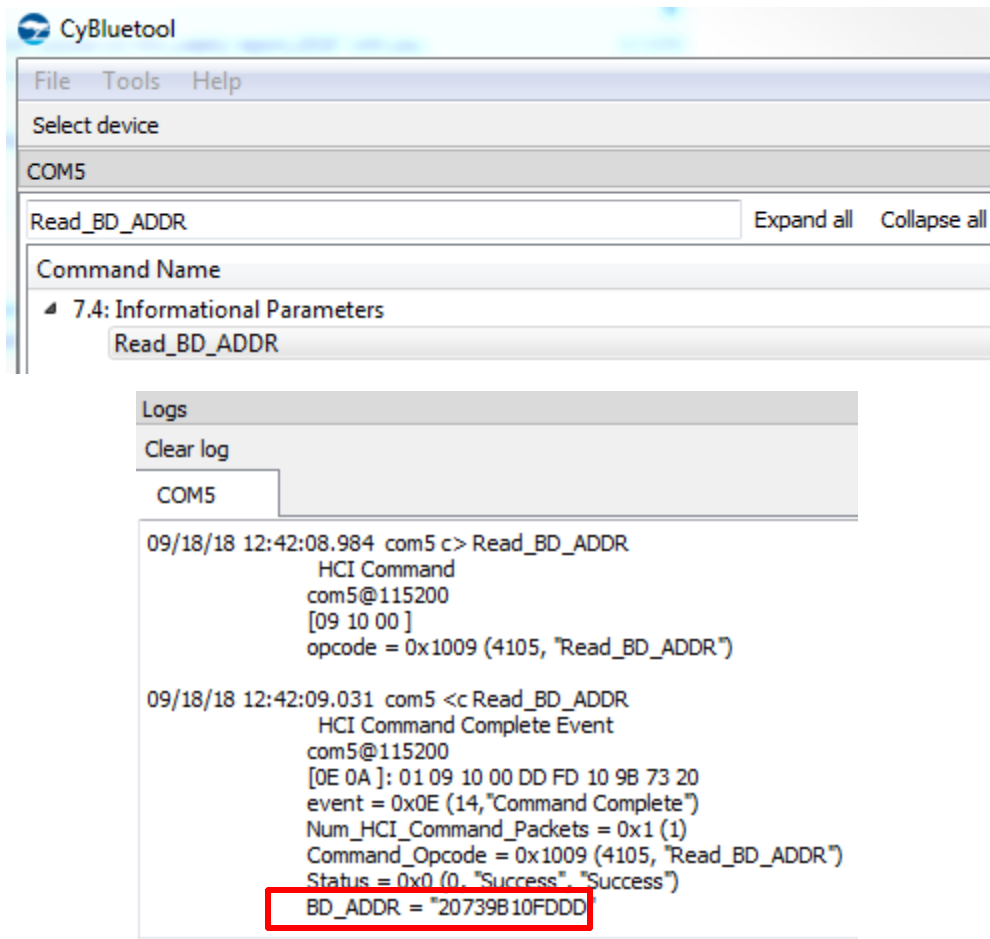 CyBluetool
File Tools Help
Select device
COM5
Read_BD_ADDR Expand all Collapse all
Command Name
7.4: Informational Parameters
Read_BD_ADDR
Logs
Clear log
COM5
09/18/18 12:42:08.984 com5 c> Read_BD_ADDR
HCI Command
com5@115200
[09 10 00 ]
opcode = 0x1009 (4105, "Read_BD_ADDR")
09/18/18 12:42:09.031 com5 <c Read_BD_ADDR
HCI Command Complete Event
com5@115200
[0E 0A ]: 01 09 10 00 DD FD 10 9B 73 20
event = 0x0E (14,"Command Complete")
Num_HCI_Command_Packets = 0x1 (1)
Command_Opcode = 0x1009 (4105, "Read_BD_ADDR")
Status = 0x0 (0, "Success", "Success")
BD_ADDR = "20739B10FDDD"